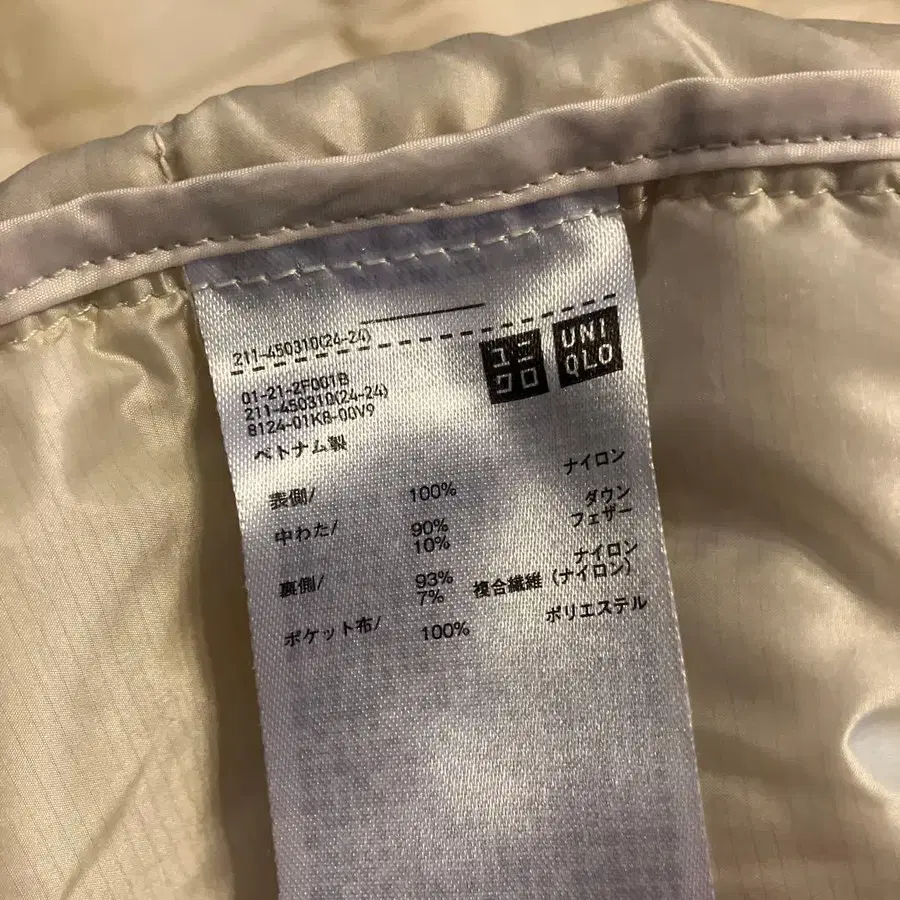 211-450310(24-24)
ユニ
クロ
UNI
QLO
01-21-2F001B
211-450310(24-24)
8124-01K8-00V9
ベトナム製
表側/ 100% ナイロン
中わた/ 90% ダウン
10% フェザー
裏側/ 93% ナイロン
7% 複合繊維(ナイロン)
ポケット布/ 100% ポリエステル